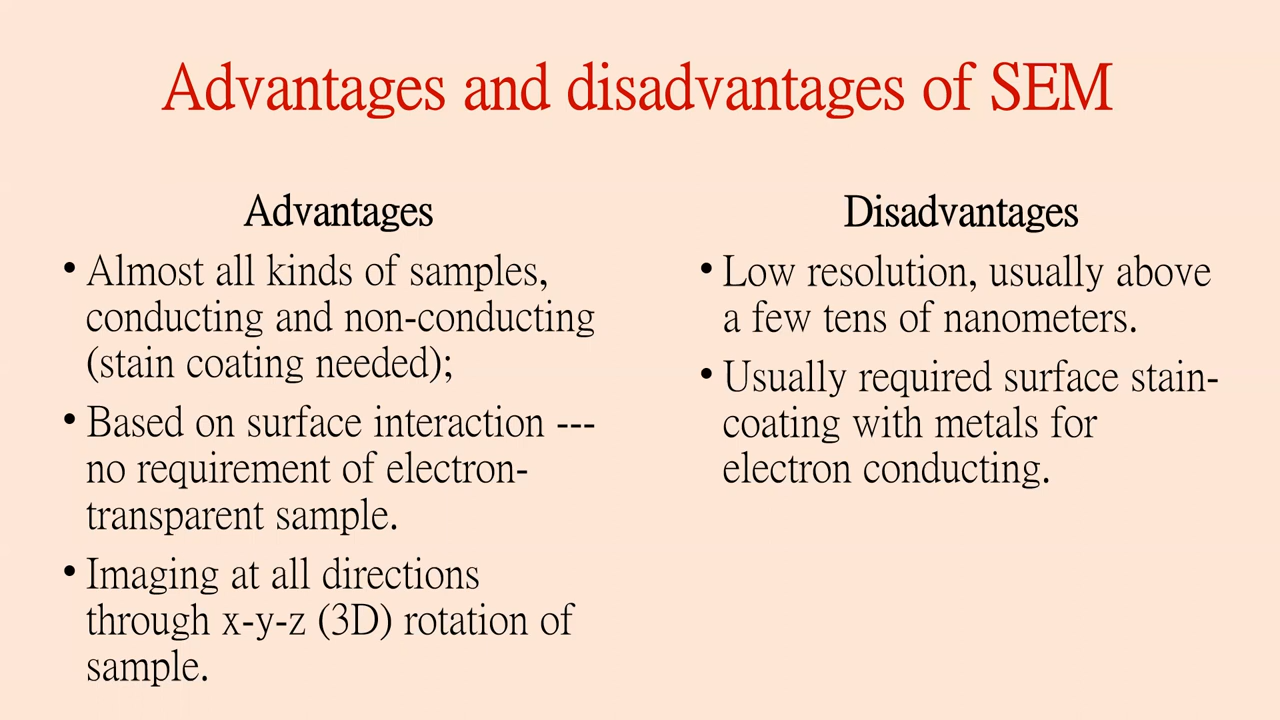 Advantages and disadvantages of SEM
Advantages
• Almost all kinds of samples,
conducting and non-conducting
(stain coating needed);
• Based on surface interaction ---
no requirement of electron-
transparent sample.
• Imaging at all directions
through x-y-z (3D) rotation of
sample.
Disadvantages
• Low resolution, usually above
a few tens of nanometers.
• Usually required surface stain-
coating with metals for
electron conducting.